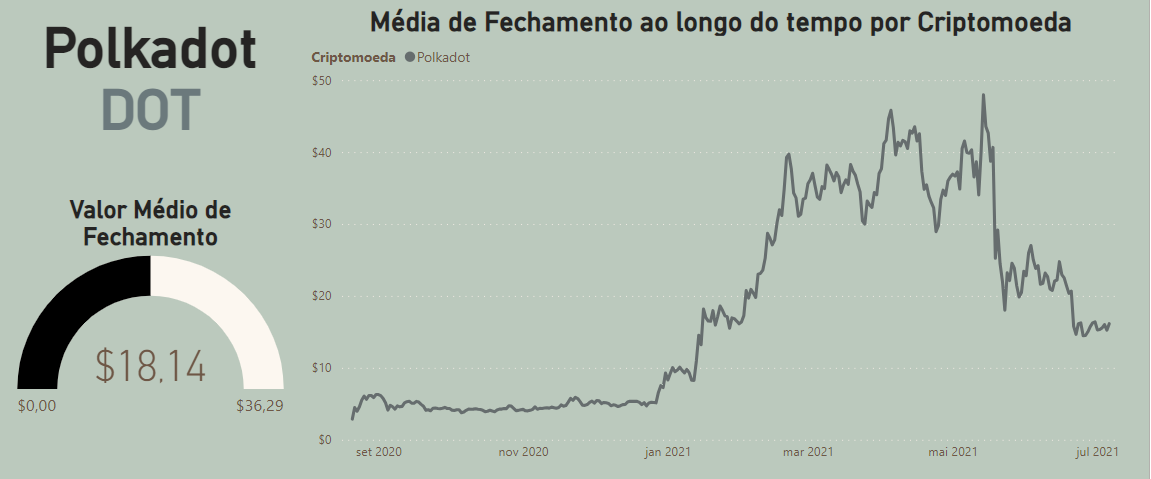 Polkadot
DOT
Valor Médio de
Fechamento
$18,14
$0,00
$36,29
Média de Fechamento ao longo do tempo por Criptomoeda
Criptomoeda Polkadot
$50
$40
$30
$20
$10
$0
set 2020 nov 2020 jan 2021 mar 2021 mai 2021 jul 2021